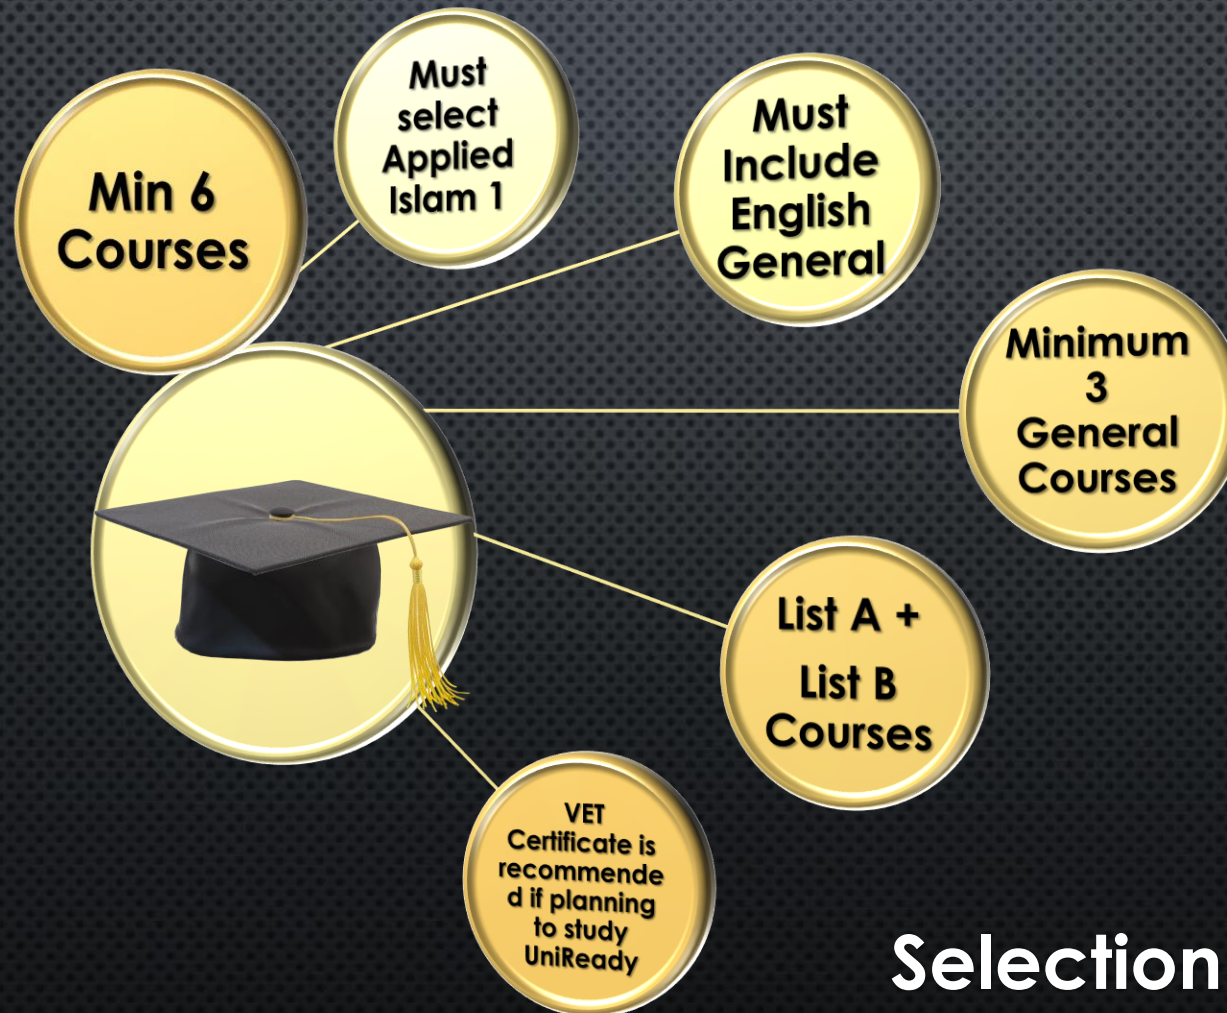 Min 6
Courses
Must
select
Applied
Islam 1
Must
Include
English
General
Minimum
3
General
Courses
List A +
List B
Courses
VET
Certificate is
recommende
d if planning
to study
UniReady
Selection